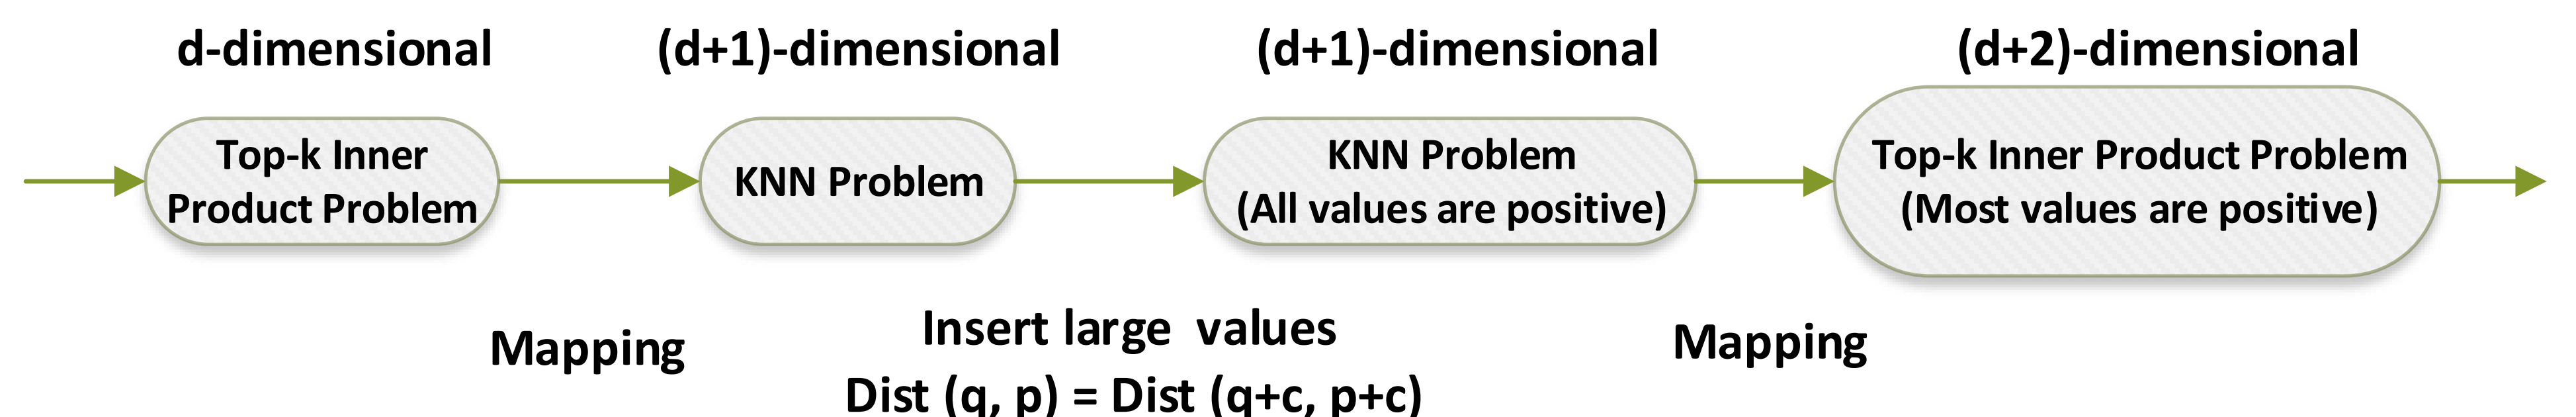 d-dimensional
(d+1)-dimensional
(d+1)-dimensional
(d+2)-dimensional
Top-k Inner
Product Problem
KNN Problem
KNN Problem
(All values are positive)
Top-k Inner Product Problem
(Most values are positive)
Mapping
Insert large values
Dist (q, p) = Dist (q+c, p+c)
Mapping